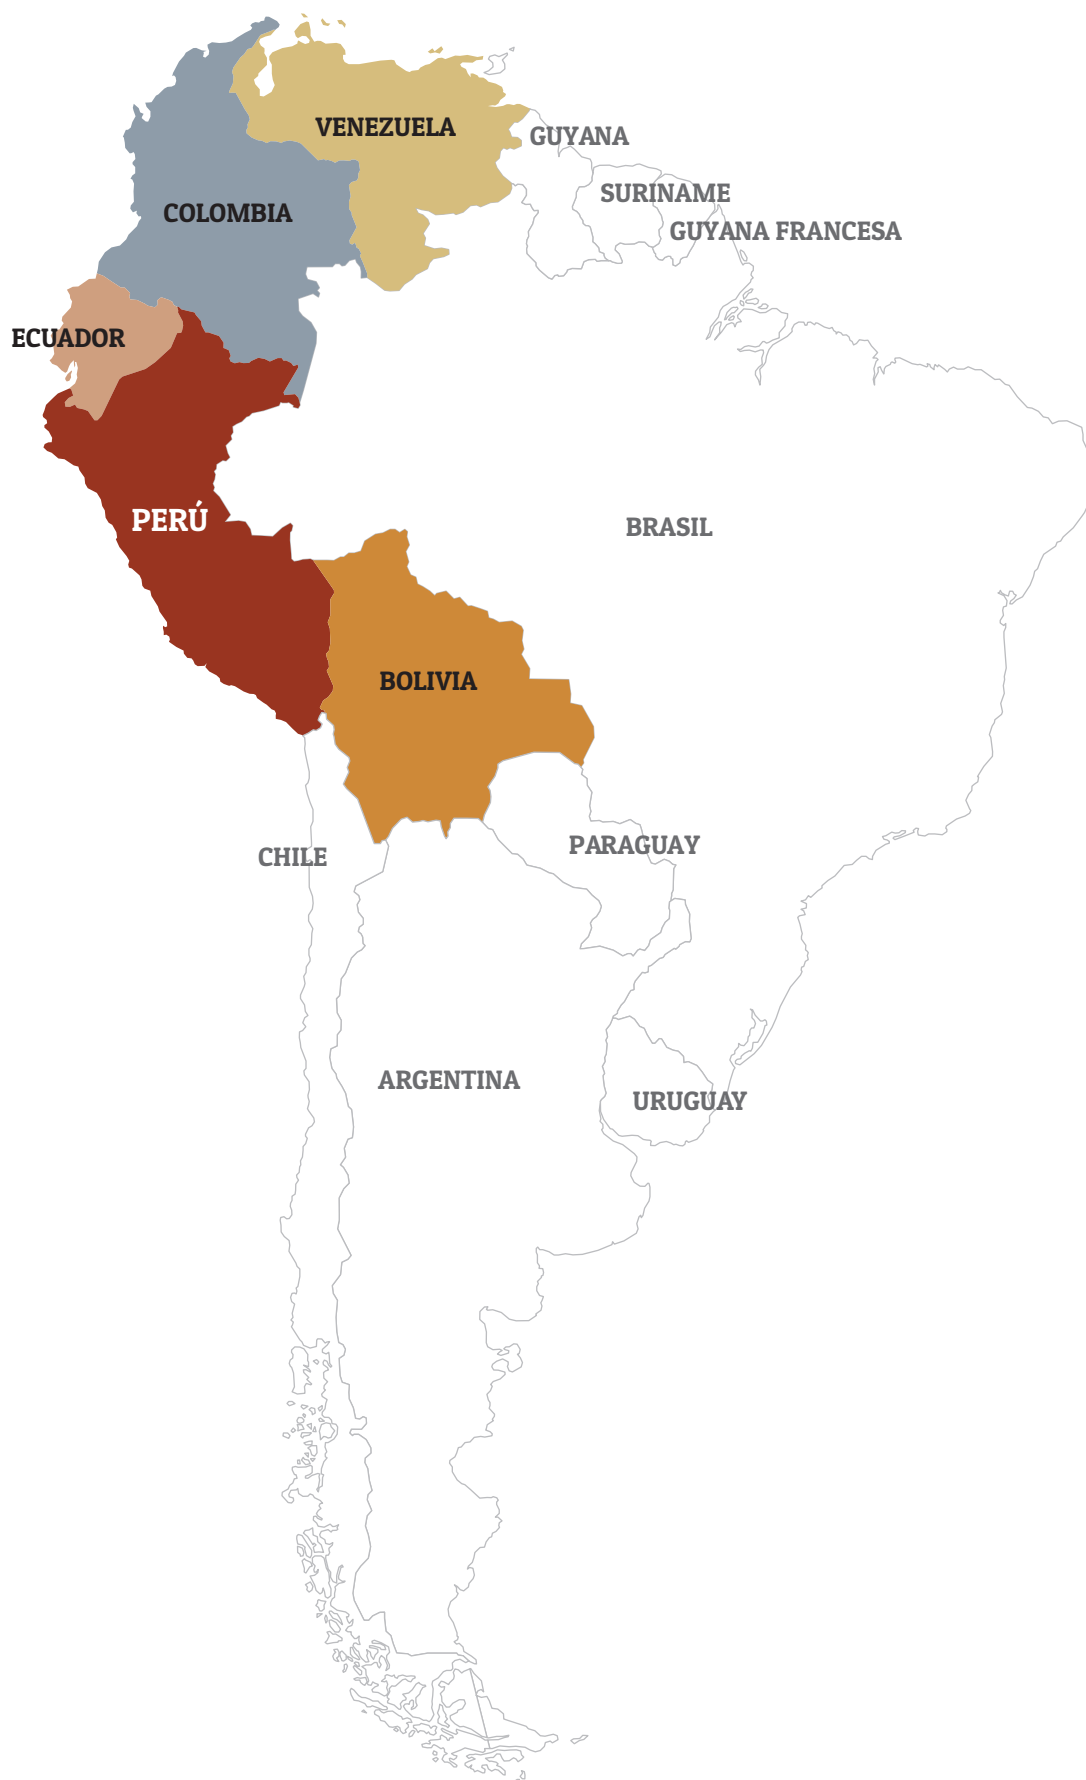 VENEZUELA
GUYANA
SURINAME
COLOMBIA
GUYANA FRANCESA
ECUADOR
PERÚ
BRASIL
BOLIVIA
PARAGUAY
CHILE
ARGENTINA
URUGUAY